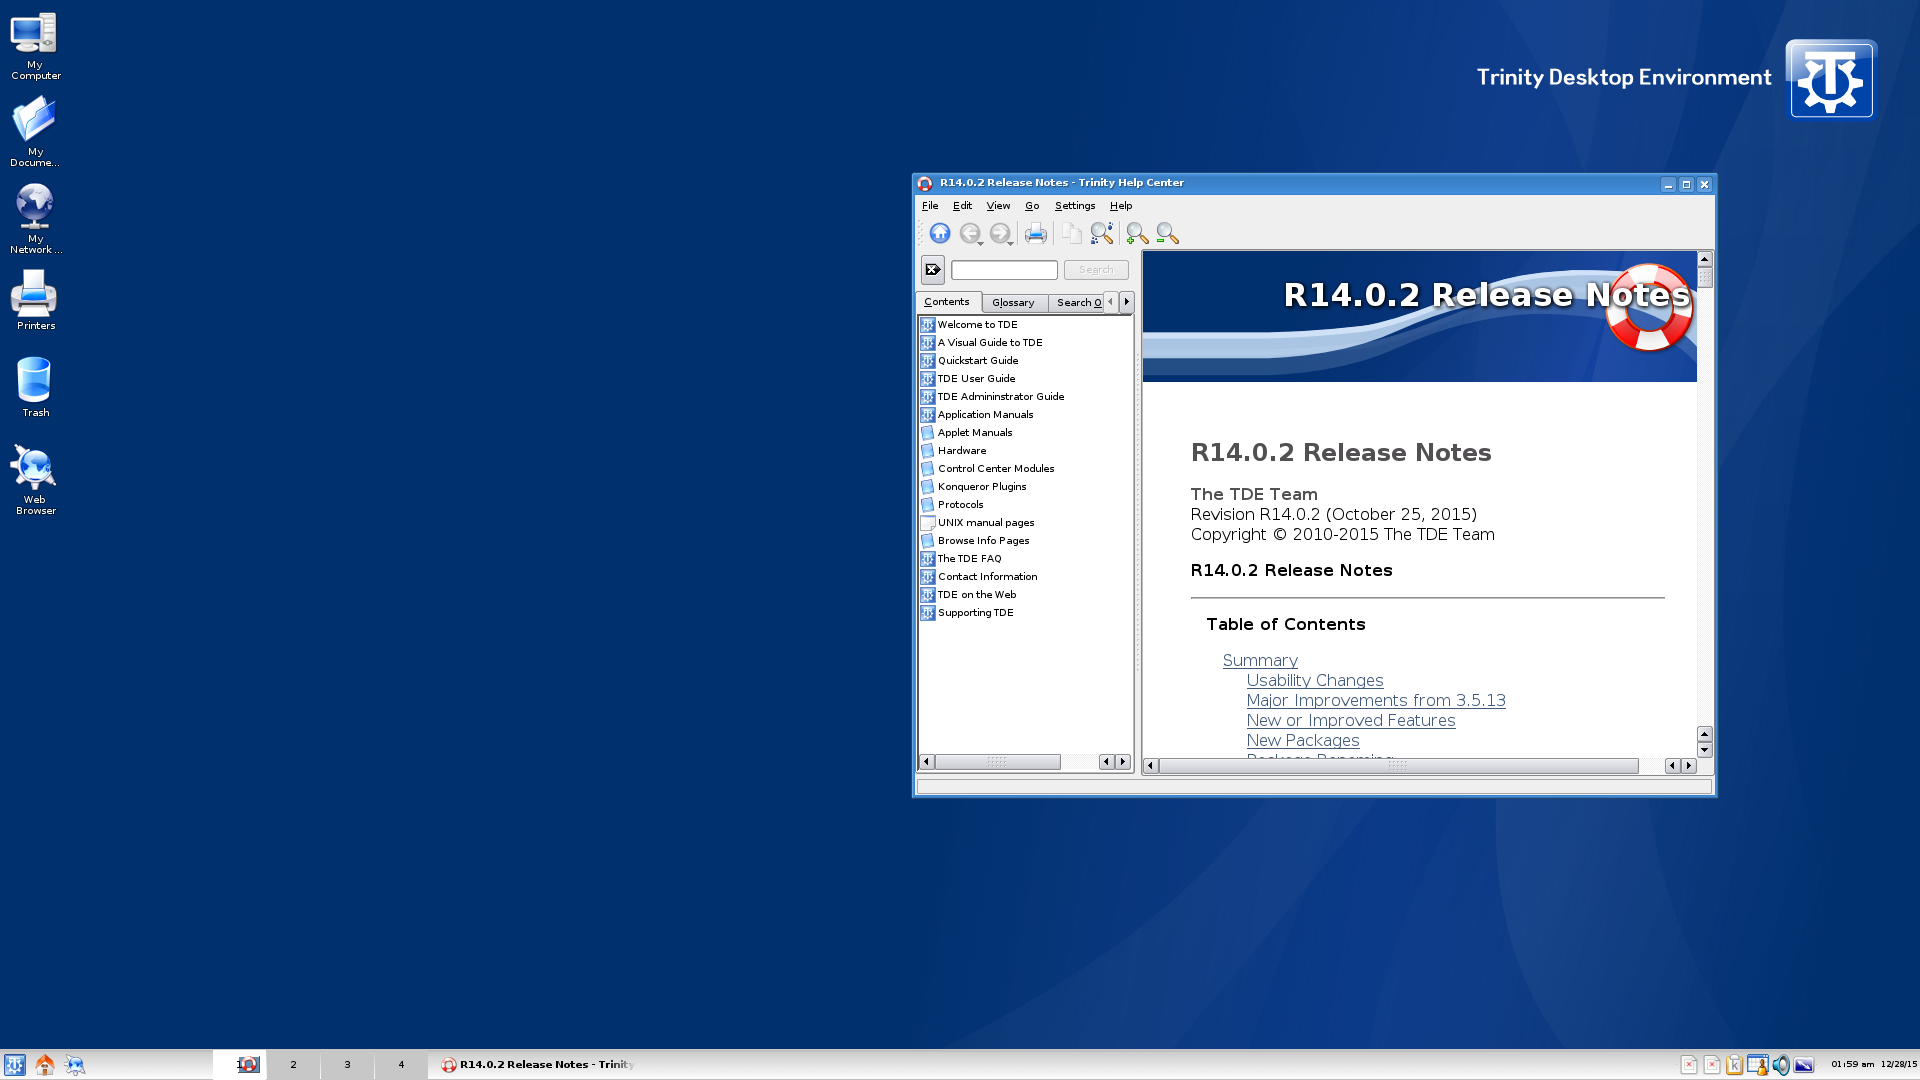 My
Computer
My
Docume...
My
Network ...
Printers
Trash
Web
Browser
Trinity Desktop Environment
R14.0.2 Release Notes - Trinity Help Center
File Edit View Go Settings Help
Search
Contents Glossary Search O
Welcome to TDE
A Visual Guide to TDE
Quickstart Guide
TDE User Guide
TDE Admininstrator Guide
Application Manuals
Applet Manuals
Hardware
Control Center Modules
Konqueror Plugins
Protocols
UNIX manual pages
Browse Info Pages
The TDE FAQ
Contact Information
TDE on the Web
Supporting TDE
R14.0.2 Release Notes
R14.0.2 Release Notes
The TDE Team
Revision R14.0.2 (October 25, 2015)
Copyright © 2010-2015 The TDE Team
R14.0.2 Release Notes
Table of Contents
Summary
Usability Changes
Major Improvements from 3.5.13
New or Improved Features
New Packages
Package Renaming
1 2 3 4 R14.0.2 Release Notes - Trinity 01:59 am 12/28/15